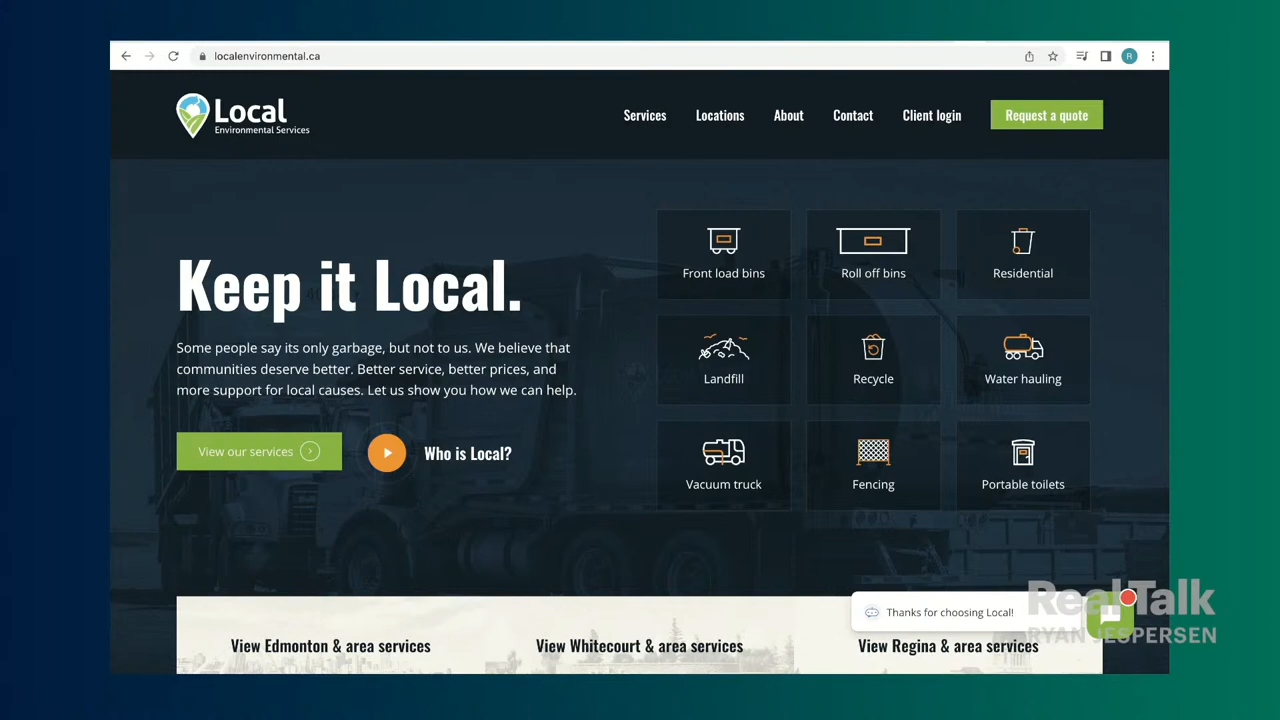 localenvironmental.ca
R
Local
Environmental Services
Services
Locations
About
Contact
Client login
Request a quote
Keep it Local.
Some people say its only garbage, but not to us. We believe that
communities deserve better. Better service, better prices, and
more support for local causes. Let us show you how we can help.
View our services
Who is Local?
Front load bins
Roll off bins
Residential
Landfill
Recycle
Water hauling
Vacuum truck
Fencing
Portable toilets
Thanks for choosing Local!
RealTalk
RYAN JESPERSEN
View Edmonton & area services
View Whitecourt & area services
View Regina & area services